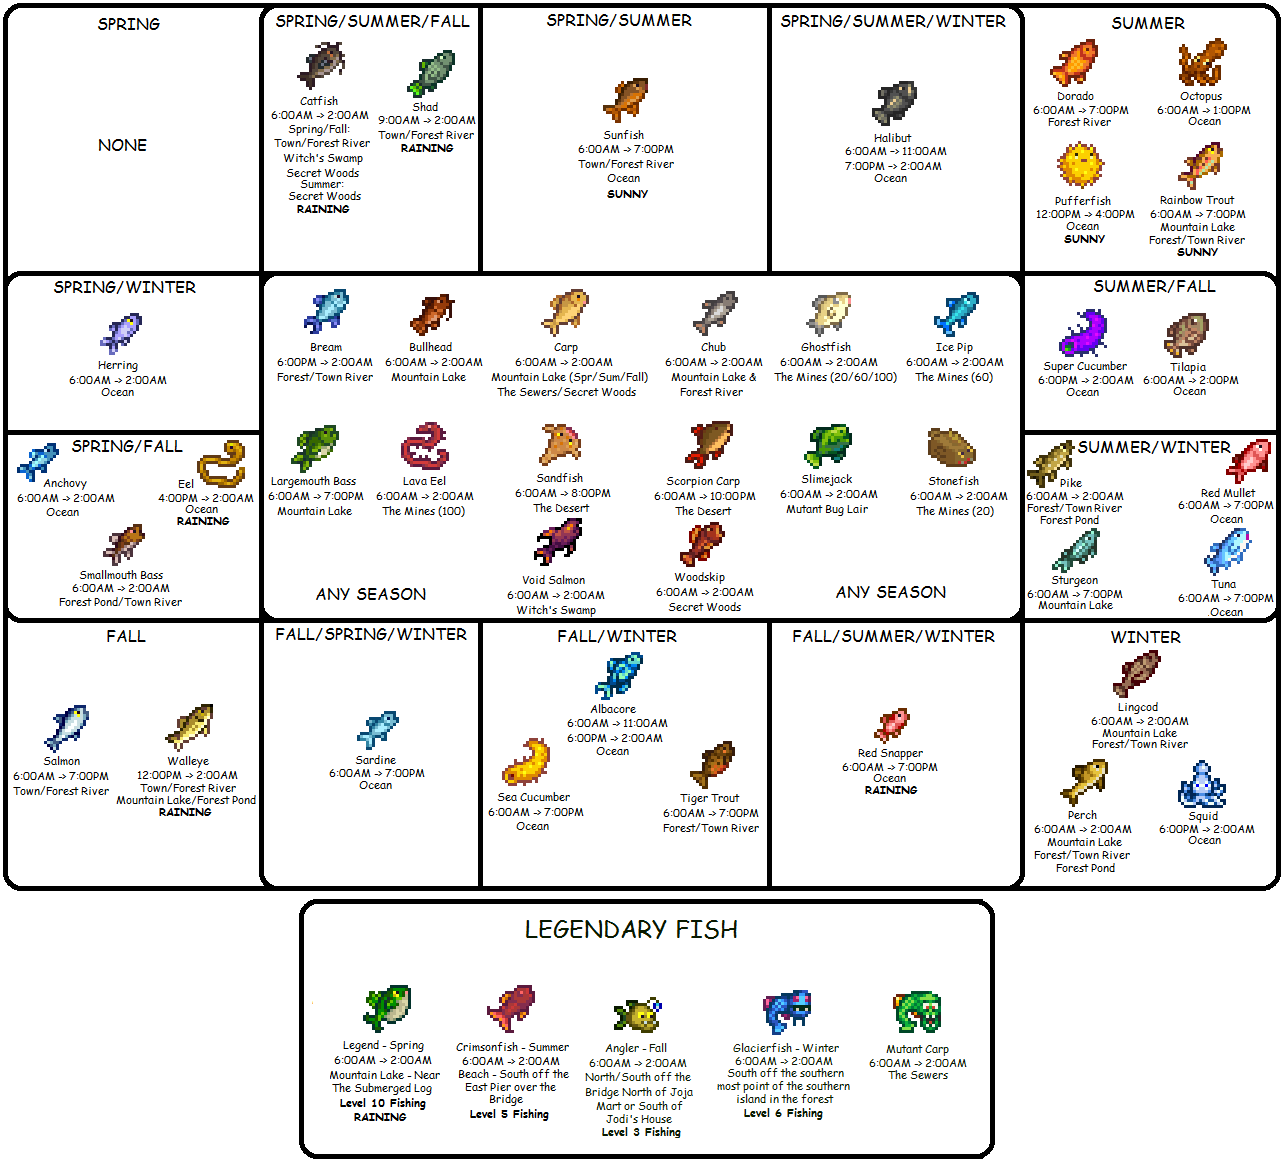 SPRING
NONE
SPRING/SUMMER/FALL
Catfish
6:00AM -> 2:00AM
Spring/Fall:
Town/Forest River
Witch's Swamp
Secret Woods
Summer:
Secret Woods
RAINING
Shad
9:00AM -> 2:00AM
Town/Forest River
RAINING
SPRING/SUMMER
Sunfish
6:00AM -> 7:00PM
Town/Forest River
Ocean
SUNNY
SPRING/SUMMER/WINTER
Halibut
6:00AM -> 11:00AM
7:00PM -> 2:00AM
Ocean
SUMMER
Dorado
6:00AM -> 7:00PM
Forest River
Octopus
6:00AM -> 1:00PM
Ocean
Pufferfish
12:00PM -> 4:00PM
Ocean
SUNNY
Rainbow Trout
6:00AM -> 7:00PM
Mountain Lake
Forest/Town River
SUNNY
SPRING/WINTER
Herring
6:00AM -> 2:00AM
Ocean
Bream
6:00PM -> 2:00AM
Forest/Town River
Bullhead
6:00AM -> 2:00AM
Mountain Lake
Carp
6:00AM -> 2:00AM
Mountain Lake (Spr/Sum/Fall)
The Sewers/Secret Woods
Chub
6:00AM -> 2:00AM
Mountain Lake &
Forest River
Ghostfish
6:00AM -> 2:00AM
The Mines (20/60/100)
Ice Pip
6:00AM -> 2:00AM
The Mines (60)
Largemouth Bass
6:00AM -> 7:00PM
Mountain Lake
Lava Eel
6:00AM -> 2:00AM
The Mines (100)
Sandfish
6:00AM -> 8:00PM
The Desert
Scorpion Carp
6:00AM -> 10:00PM
The Desert
Slimejack
6:00AM -> 2:00AM
Mutant Bug Lair
Stonefish
6:00AM -> 2:00AM
The Mines (20)
Void Salmon
6:00AM -> 2:00AM
Witch's Swamp
Woodskip
6:00AM -> 2:00AM
Secret Woods
ANY SEASON
ANY SEASON
SUMMER/FALL
Super Cucumber
6:00PM -> 2:00AM
Ocean
Tilapia
6:00AM -> 2:00PM
Ocean
SPRING/FALL
Anchovy
6:00AM -> 2:00AM
Ocean
Eel
4:00PM -> 2:00AM
Ocean
RAINING
Smallmouth Bass
6:00AM -> 2:00AM
Forest Pond/Town River
SUMMER/WINTER
Pike
6:00AM -> 2:00AM
Forest/Town River
Forest Pond
Red Mullet
6:00AM -> 7:00PM
Ocean
Sturgeon
6:00AM -> 7:00PM
Mountain Lake
Tuna
6:00AM -> 7:00PM
Ocean
FALL
Salmon
6:00AM -> 7:00PM
Town/Forest River
Walleye
12:00PM -> 2:00AM
Town/Forest River
Mountain Lake/Forest Pond
RAINING
FALL/SPRING/WINTER
Sardine
6:00AM -> 7:00PM
Ocean
FALL/WINTER
Albacore
6:00AM -> 11:00AM
6:00PM -> 2:00AM
Ocean
Sea Cucumber
6:00AM -> 7:00PM
Ocean
Tiger Trout
6:00AM -> 7:00PM
Forest/Town River
FALL/SUMMER/WINTER
Red Snapper
6:00AM -> 7:00PM
Ocean
RAINING
WINTER
Lingcod
6:00AM -> 2:00AM
Mountain Lake
Forest/Town River
Perch
6:00AM -> 2:00AM
Mountain Lake
Forest/Town River
Forest Pond
Squid
6:00PM -> 2:00AM
Ocean
LEGENDARY FISH
Legend - Spring
6:00AM -> 2:00AM
Mountain Lake - Near
The Submerged Log
Level 10 Fishing
RAINING
Crimsonfish - Summer
6:00AM -> 2:00AM
Beach - South off the
East Pier over the
Bridge
Level 5 Fishing
Angler - Fall
6:00AM -> 2:00AM
North/South off the
Bridge North of Joja
Mart or South of
Jodi's House
Level 3 Fishing
Glacierfish - Winter
6:00AM -> 2:00AM
South off the southern
most point of the southern
island in the forest
Level 6 Fishing
Mutant Carp
6:00AM -> 2:00AM
The Sewers